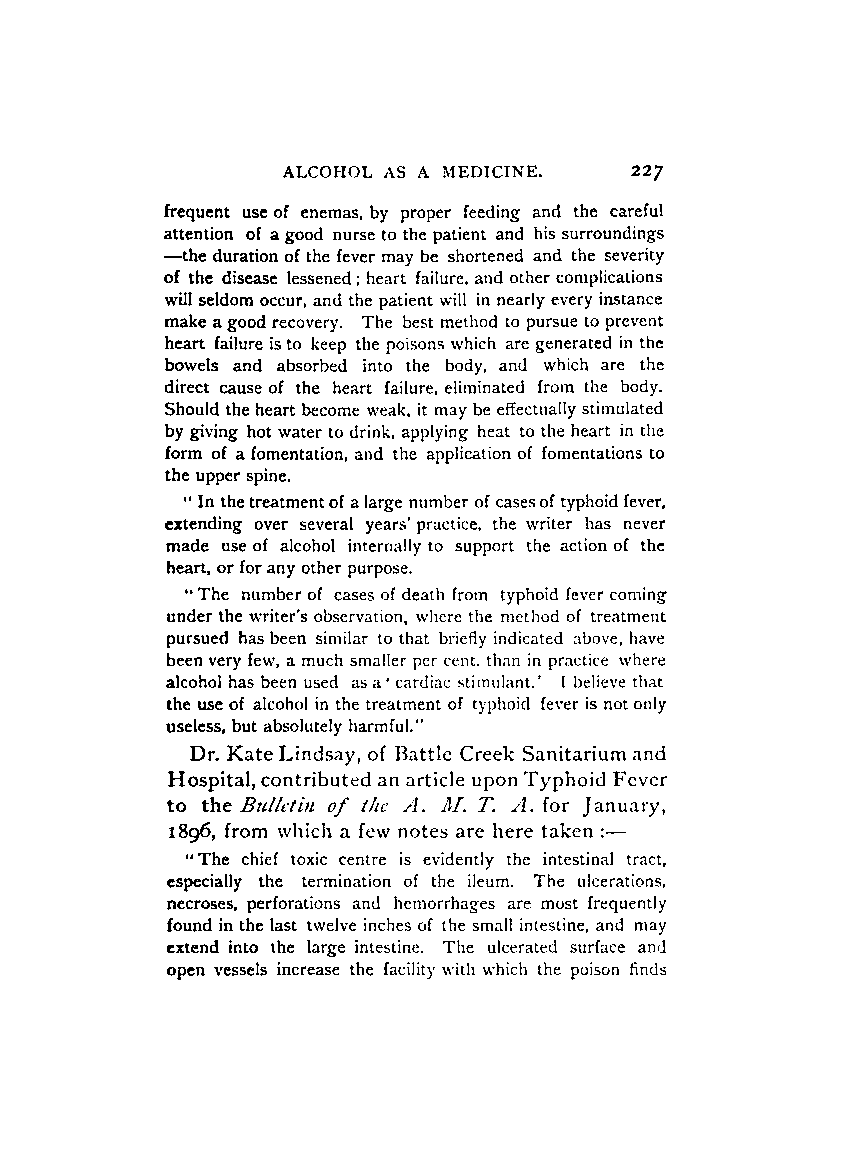 ALCOHOL AS A MEDICINE. 227
frequent use of enemas, by proper feeding and the careful
attention of a good nurse to the patient and his surroundings
—the duration of the fever may be shortened and the severity
of the disease lessened ; heart failure, and other complications
will seldom occur, and the patient will in nearly every instance
make a good recovery. The best method to pursue to prevent
heart failure is to keep the poisons which are generated in the
bowels and absorbed into the body, and which are the
direct cause of the heart failure, eliminated from the body.
Should the heart become weak, it may be effectually stimulated
by giving hot water to drink, applying heat to the heart in the
form of a fomentation, and the application of fomentations to
the upper spine.
" In the treatment of a large number of cases of typhoid fever,
extending over several years' practice, the writer has never
made use of alcohol internally to support the action of the
heart, or for any other purpose.
" The number of cases of death from typhoid fever coming
under the writer's observation, where the method of treatment
pursued has been similar to that briefly indicated above, have
been very few, a much smaller per cent. than in practice where
alcohol has been used as a ' cardiac stimulant.' I believe that
the use of alcohol in the treatment of typhoid fever is not only
useless, but absolutely harmful."
Dr. Kate Lindsay, of Battle Creek Sanitarium and
Hospital, contributed an article upon Typhoid Fever
to the Bulletin of the A. M. T. A. for January,
1896, from which a few notes are here taken :—
" The chief toxic centre is evidently the intestinal tract,
especially the termination of the ileum. The ulcerations,
necroses, perforations and hemorrhages are most frequently
found in the last twelve inches of the small intestine, and may
extend into the large intestine. The ulcerated surface and
open vessels increase the facility with which the poison finds